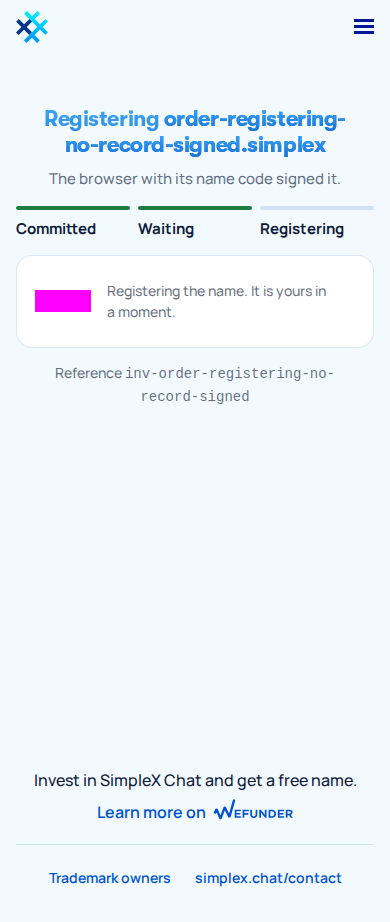 Registering order-registering-
no-record-signed.simplex
The browser with its name code signed it.
Committed Waiting Registering
Registering the name. It is yours in
a moment.
Reference inv-order-registering-no-
record-signed
Invest in SimpleX Chat and get a free name.
Learn more on WEFUNDER
Trademark owners simplex.chat/contact